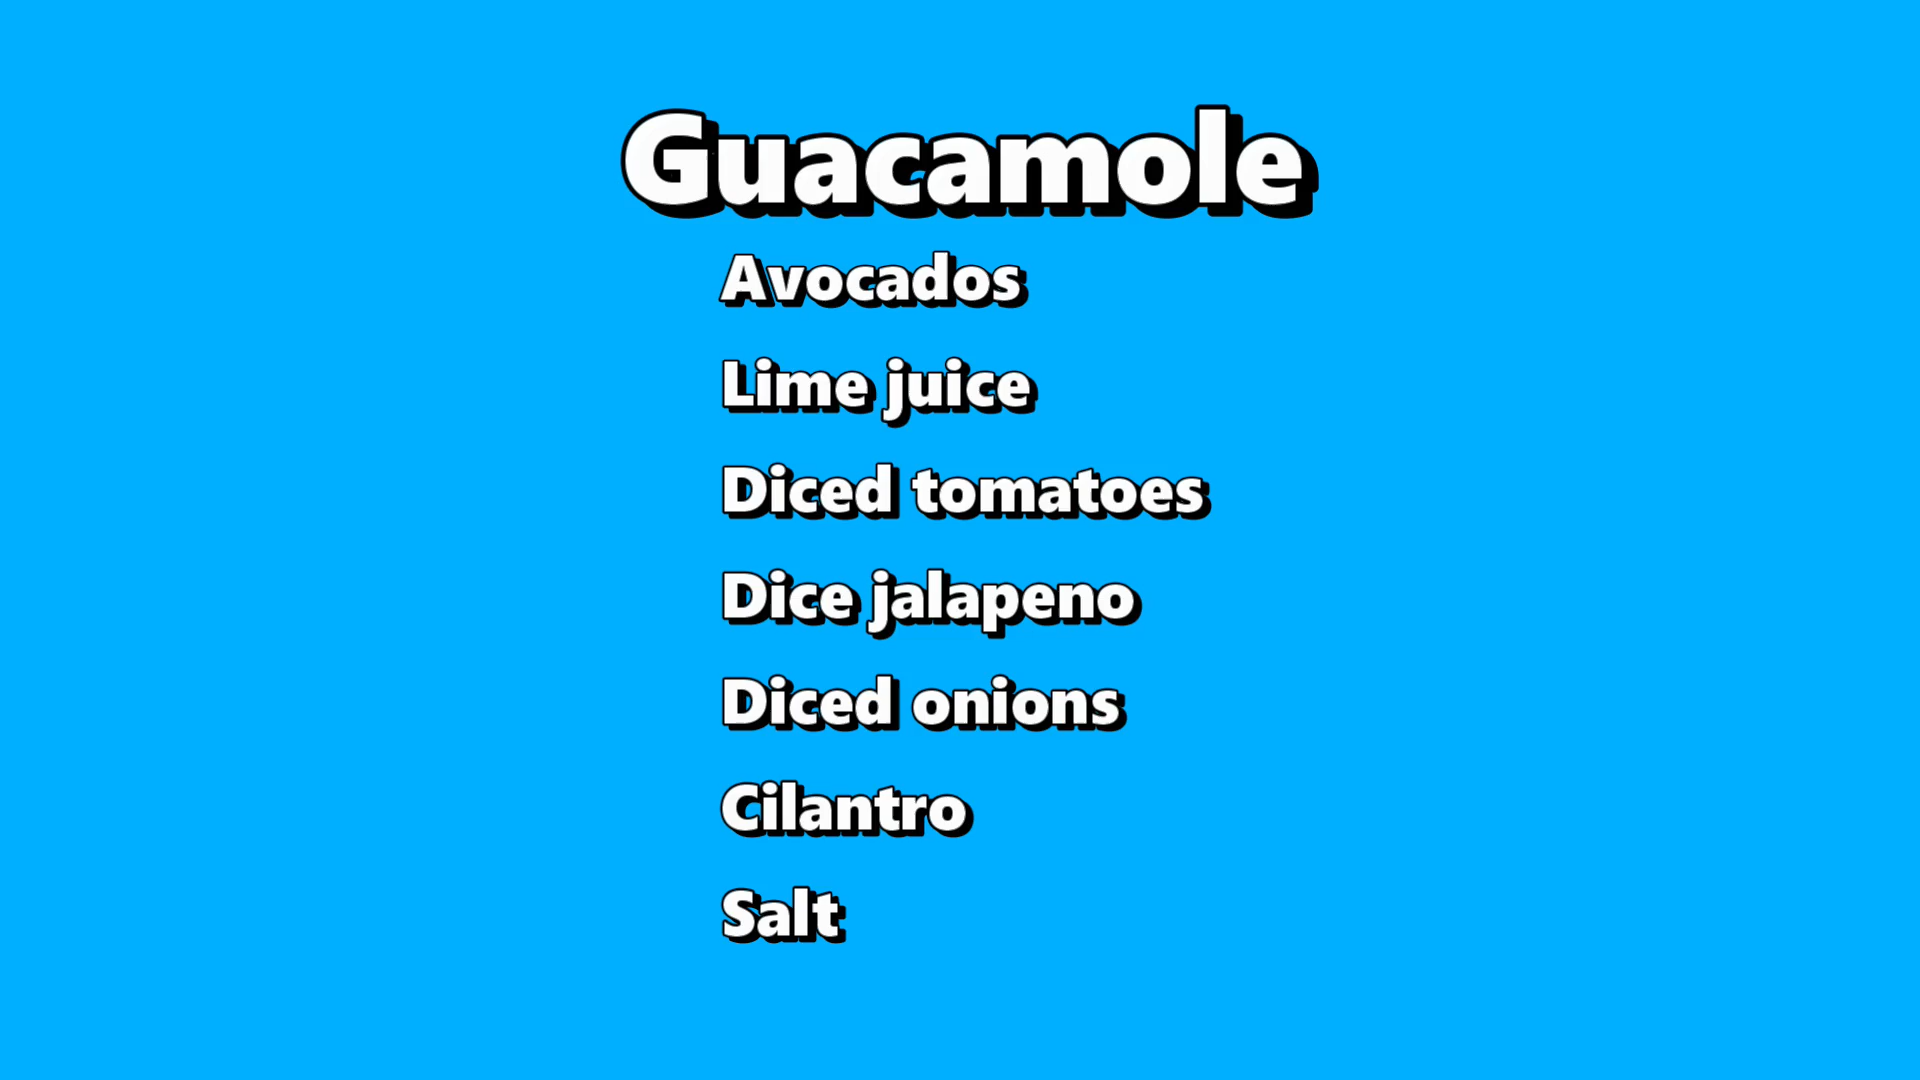 Guacamole
Avocados
Lime juice
Diced tomatoes
Dice jalapeno
Diced onions
Cilantro
Salt